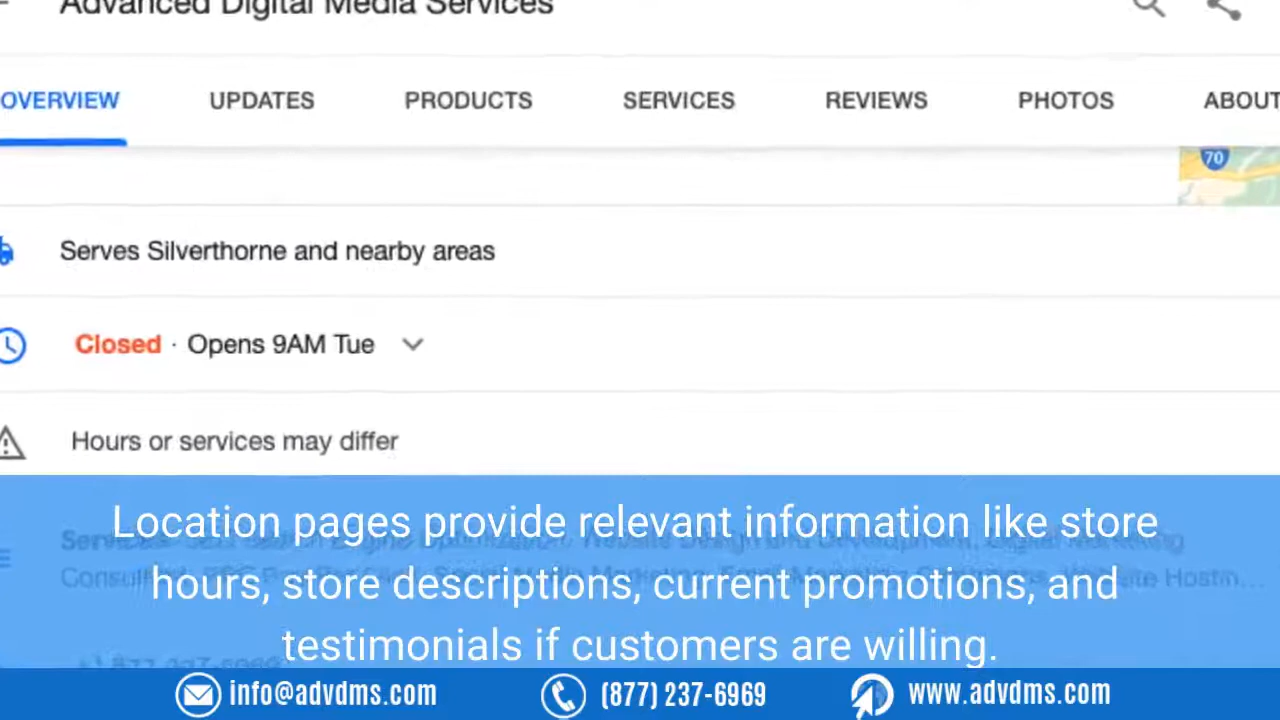 Advanced Digital Media Services
OVERVIEW UPDATES PRODUCTS SERVICES REVIEWS PHOTOS ABOUT
70
Serves Silverthorne and nearby areas
Closed · Opens 9AM Tue
Hours or services may differ
Location pages provide relevant information like store
hours, store descriptions, current promotions, and
testimonials if customers are willing.
info@advdms.com (877) 237-6969 www.advdms.com